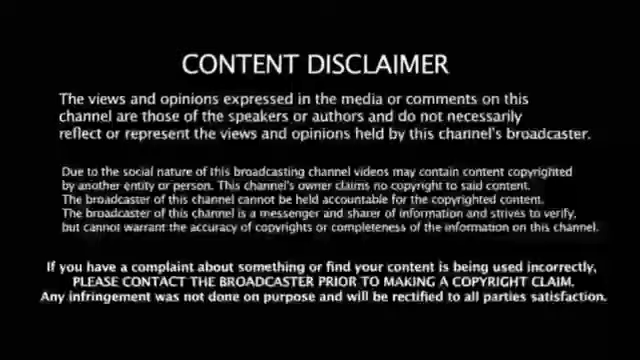 CONTENT DISCLAIMER
The views and opinions expressed in the media or comments on this
channel are those of the speakers or authors and do not necessarily
reflect or represent the views and opinions held by this channel's broadcaster.
Due to the social nature of this broadcasting channel videos may contain content copyrighted
by another entity or person. This channel's owner claims no copyright to said content.
The broadcaster of this channel cannot be held accountable for the copyrighted content.
The broadcaster of this channel is a messenger and sharer of information and strives to verify,
but cannot warrant the accuracy of copyrights or completeness of the information on this channel.
If you have a complaint about something or find your content is being used incorrectly,
PLEASE CONTACT THE BROADCASTER PRIOR TO MAKING A COPYRIGHT CLAIM.
Any infringement was not done on purpose and will be rectified to all parties satisfaction.